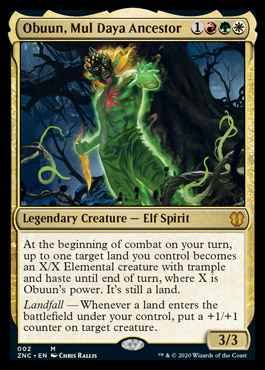 Obuun, Mul Daya Ancestor 1
Legendary Creature — Elf Spirit
At the beginning of combat on your turn,
up to one target land you control becomes
an X/X Elemental creature with trample
and haste until end of turn, where X is
Obuun's power. It's still a land.
Landfall — Whenever a land enters the
battlefield under your control, put a +1/+1
counter on target creature.
3/3
002 M
ZNC • EN Chris Rallis ™ & © 2020 Wizards of the Coast